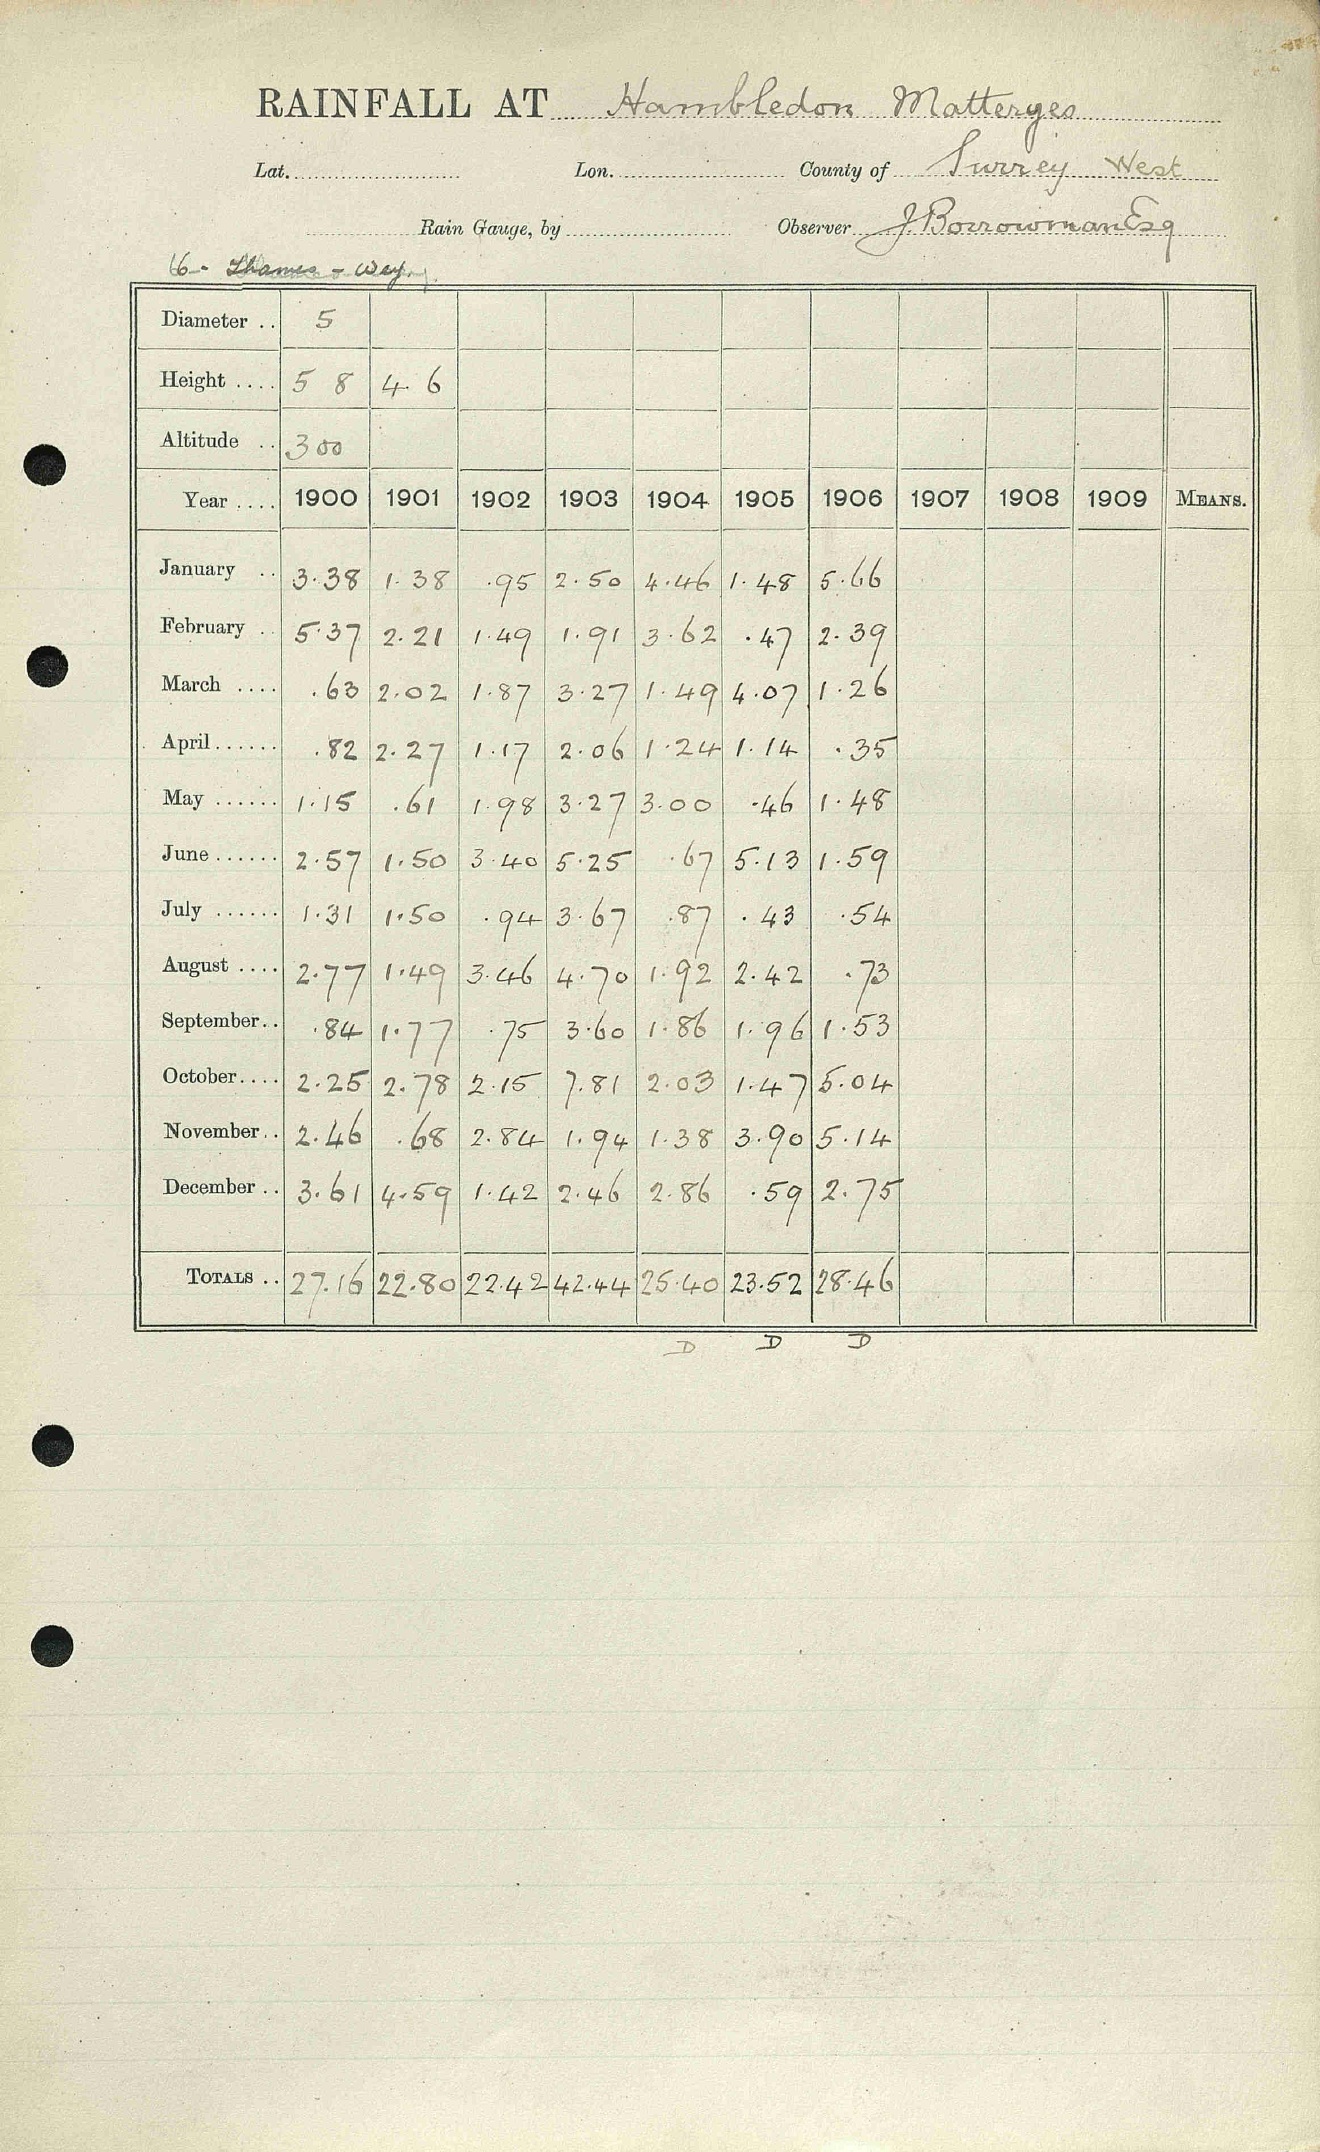 RAINFALL AT Hambledon Matteryes
Lat. Lon. County of Surrey West
Rain Gauge, by Observer J. Borrowman Esq
16 - Thames - Wey
Diameter .. 5
Height .... 5 8 4 6
Altitude .. 300
Year .... 1900 1901 1902 1903 1904 1905 1906 1907 1908 1909 MEANS.
January .. 3.38 1.38 .95 2.50 4.46 1.48 5.66
February .. 5.37 2.21 1.49 1.91 3.62 .47 2.39
March .... .63 2.02 1.87 3.27 1.49 4.07 1.26
April...... .82 2.27 1.17 2.06 1.24 1.14 .35
May ...... 1.15 .61 1.98 3.27 3.00 .46 1.48
June...... 2.57 1.50 3.40 5.25 .67 5.13 1.59
July ...... 1.31 1.50 .94 3.67 .87 .43 .54
August .... 2.77 1.49 3.46 4.70 1.92 2.42 .73
September.. .84 1.77 .75 3.60 1.86 1.96 1.53
October.... 2.25 2.78 2.15 7.81 2.03 1.47 5.04
November.. 2.46 .68 2.84 1.94 1.38 3.90 5.14
December .. 3.61 4.59 1.42 2.46 2.86 .59 2.75
TOTALS .. 27.16 22.80 22.42 42.44 25.40 23.52 28.46
D D D